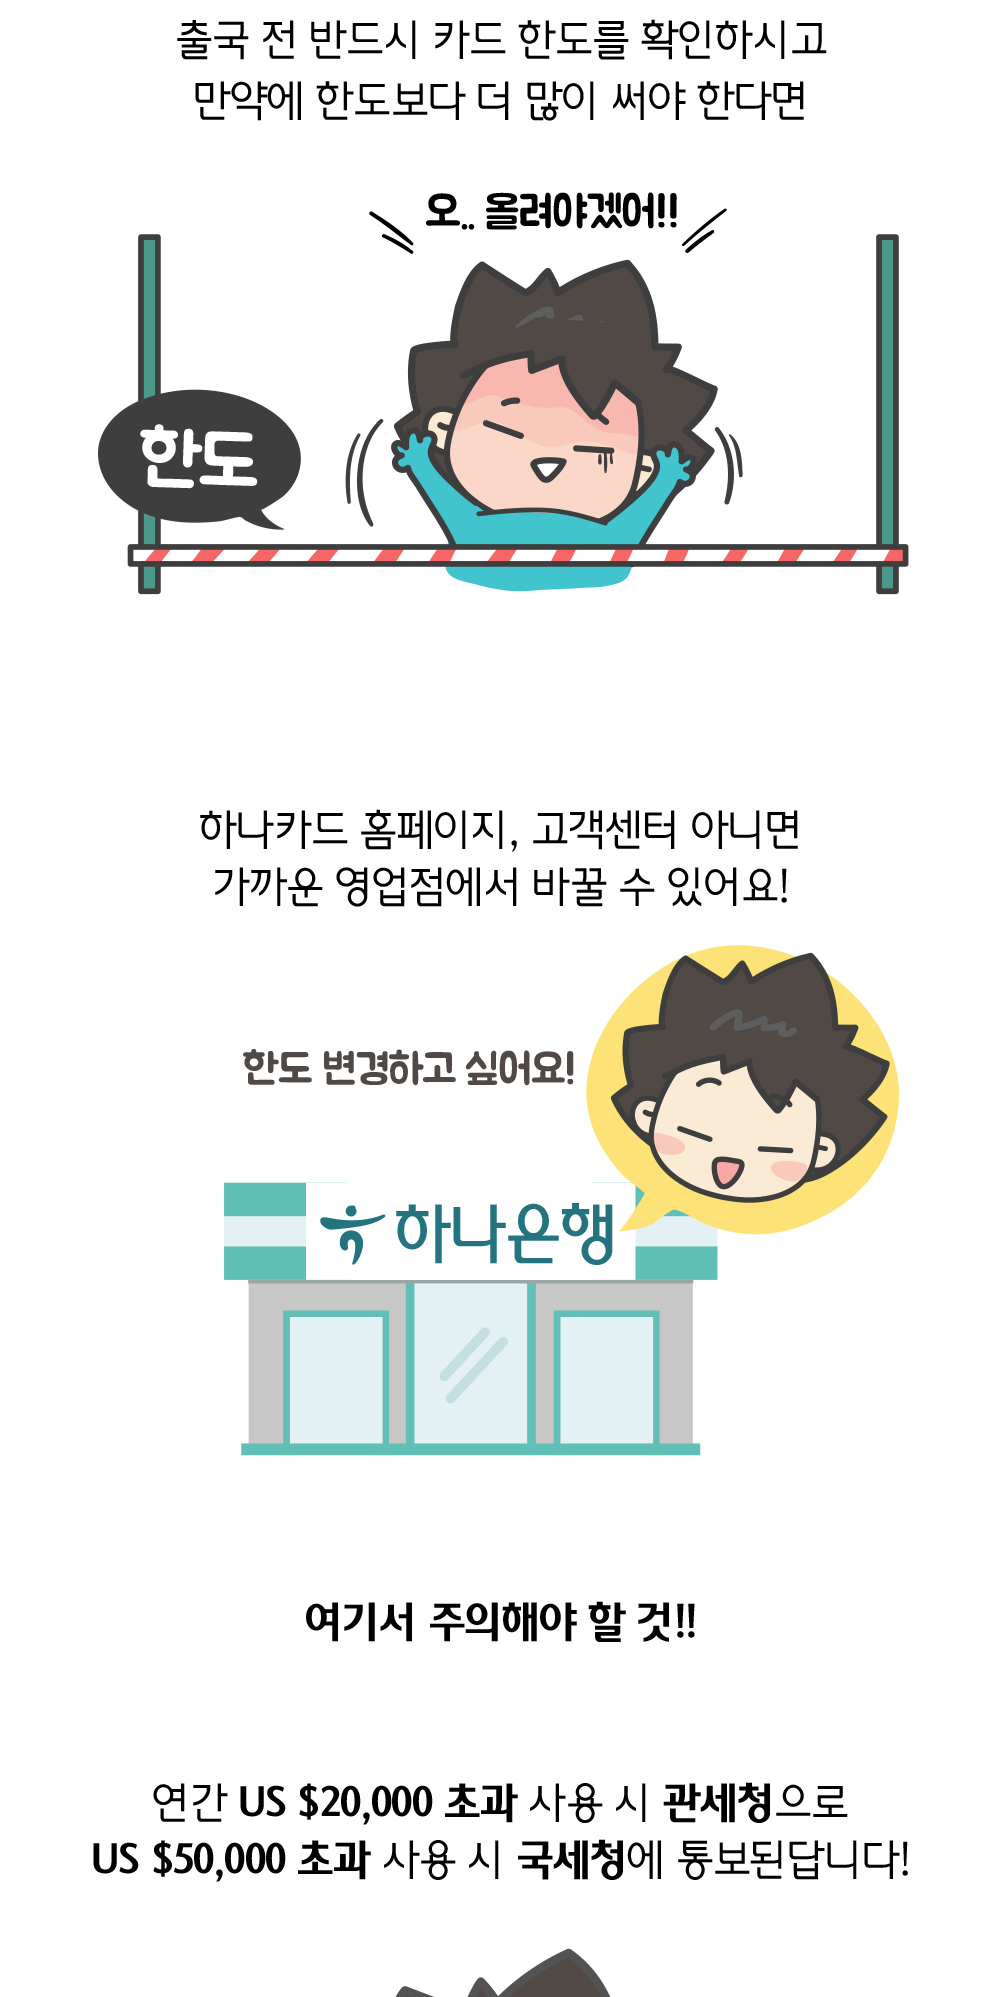 출국 전 반드시 카드 한도를 확인하시고
만약에 한도보다 더 많이 써야 한다면
오.. 올려야겠어!!
한도
하나카드 홈페이지, 고객센터 아니면
가까운 영업점에서 바꿀 수 있어요!
한도 변경하고 싶어요!
하나은행
여기서 주의해야 할 것!!
연간 US $20,000 초과 사용 시 관세청으로
US $50,000 초과 사용 시 국세청에 통보된답니다!